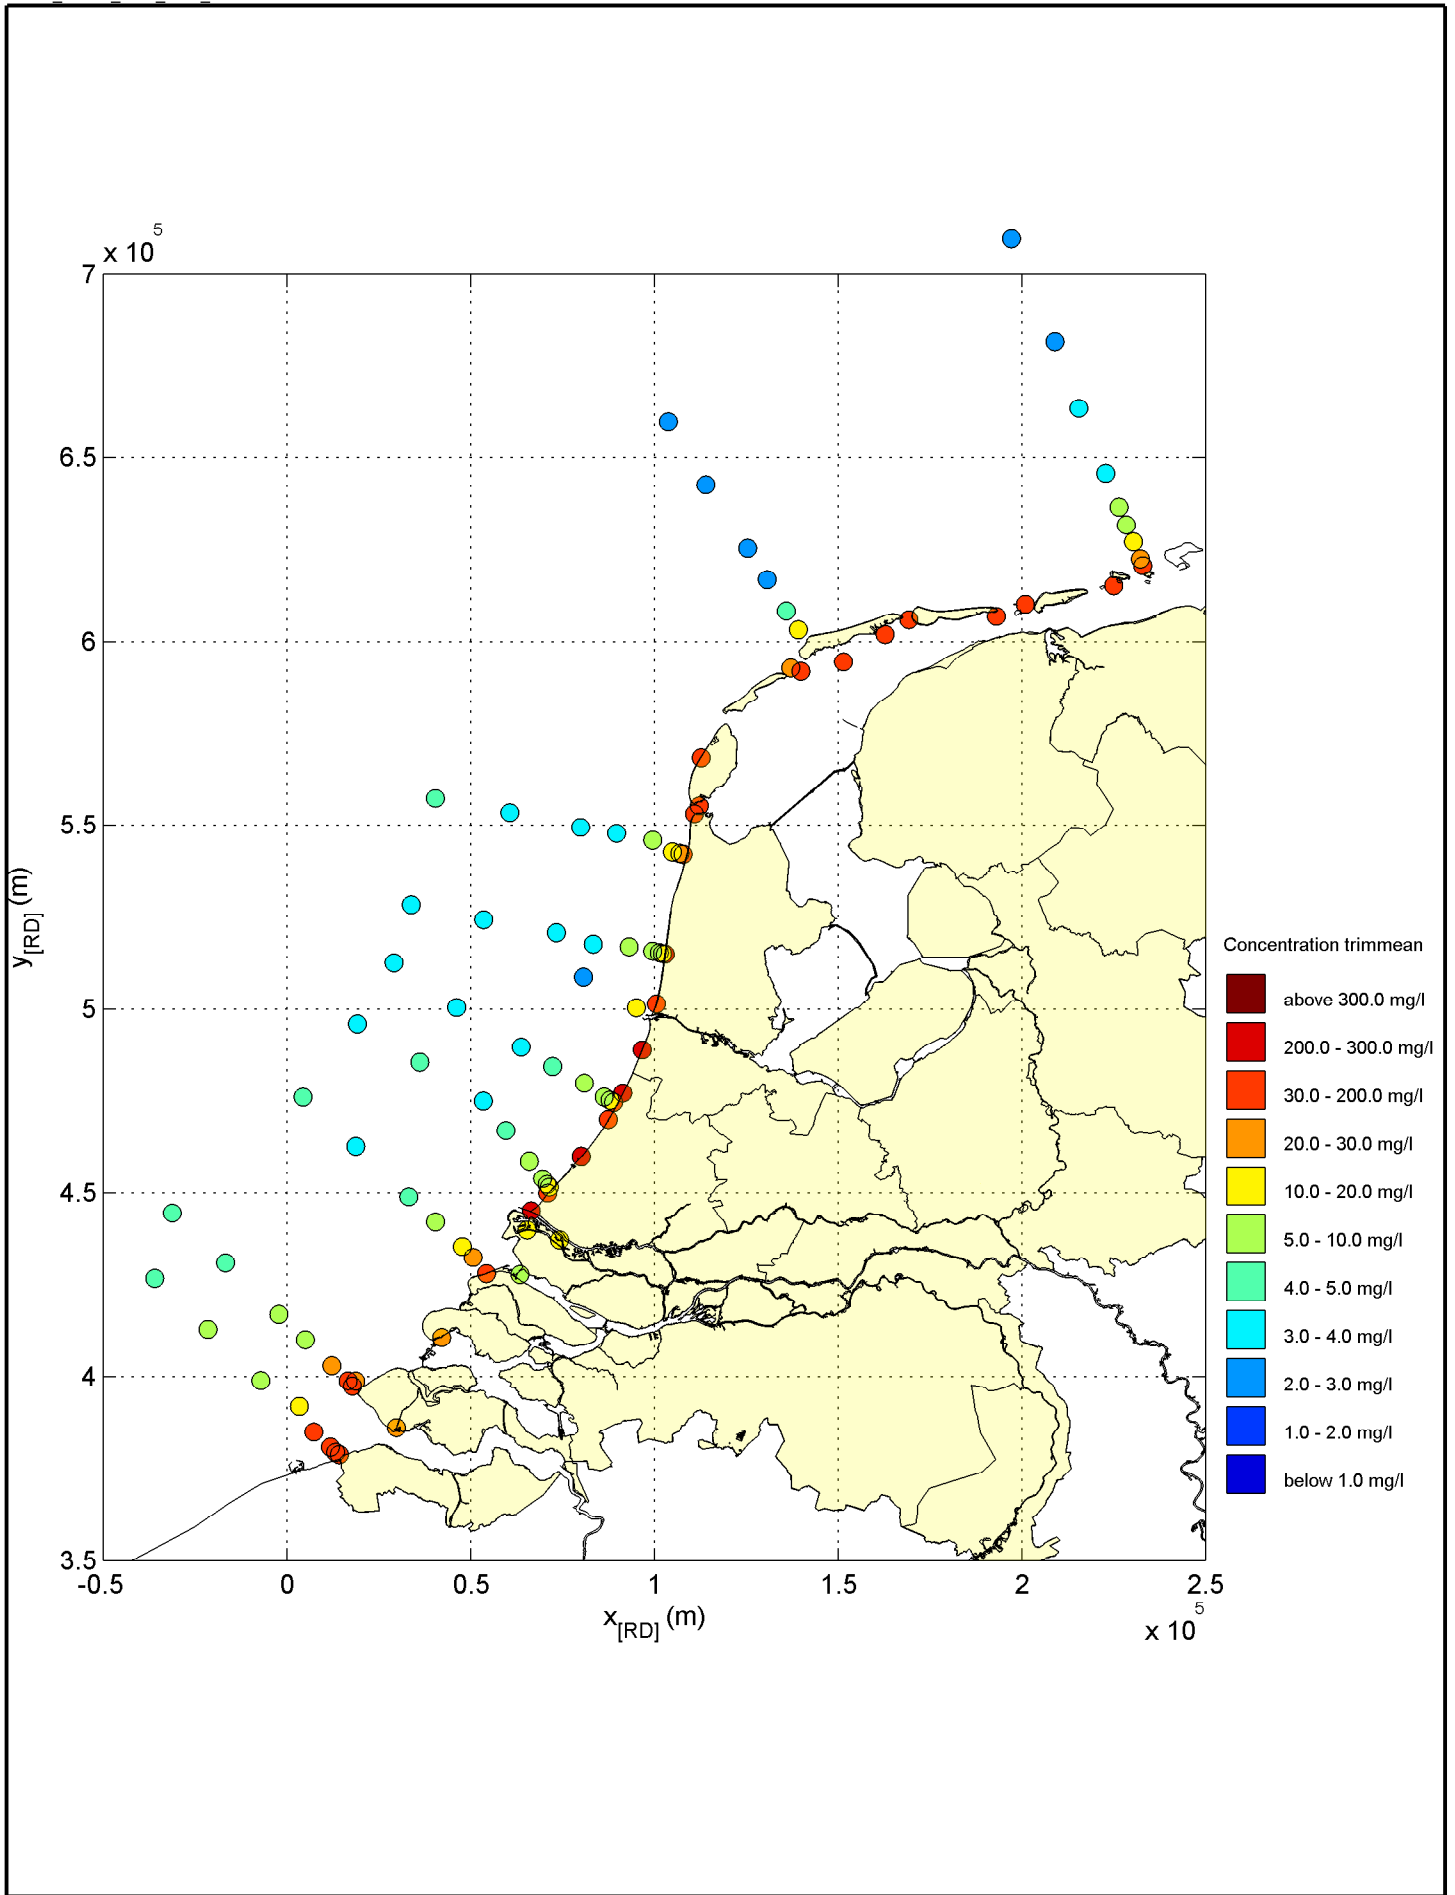 x 10
5
7
6.5
6
5.5
5
4.5
4
3.5
-0.5 0 0.5 1 1.5 2 2.5
x 10
5
x[RD] (m)
y[RD] (m)
Concentration trimmean
above 300.0 mg/l
200.0 - 300.0 mg/l
30.0 - 200.0 mg/l
20.0 - 30.0 mg/l
10.0 - 20.0 mg/l
5.0 - 10.0 mg/l
4.0 - 5.0 mg/l
3.0 - 4.0 mg/l
2.0 - 3.0 mg/l
1.0 - 2.0 mg/l
below 1.0 mg/l